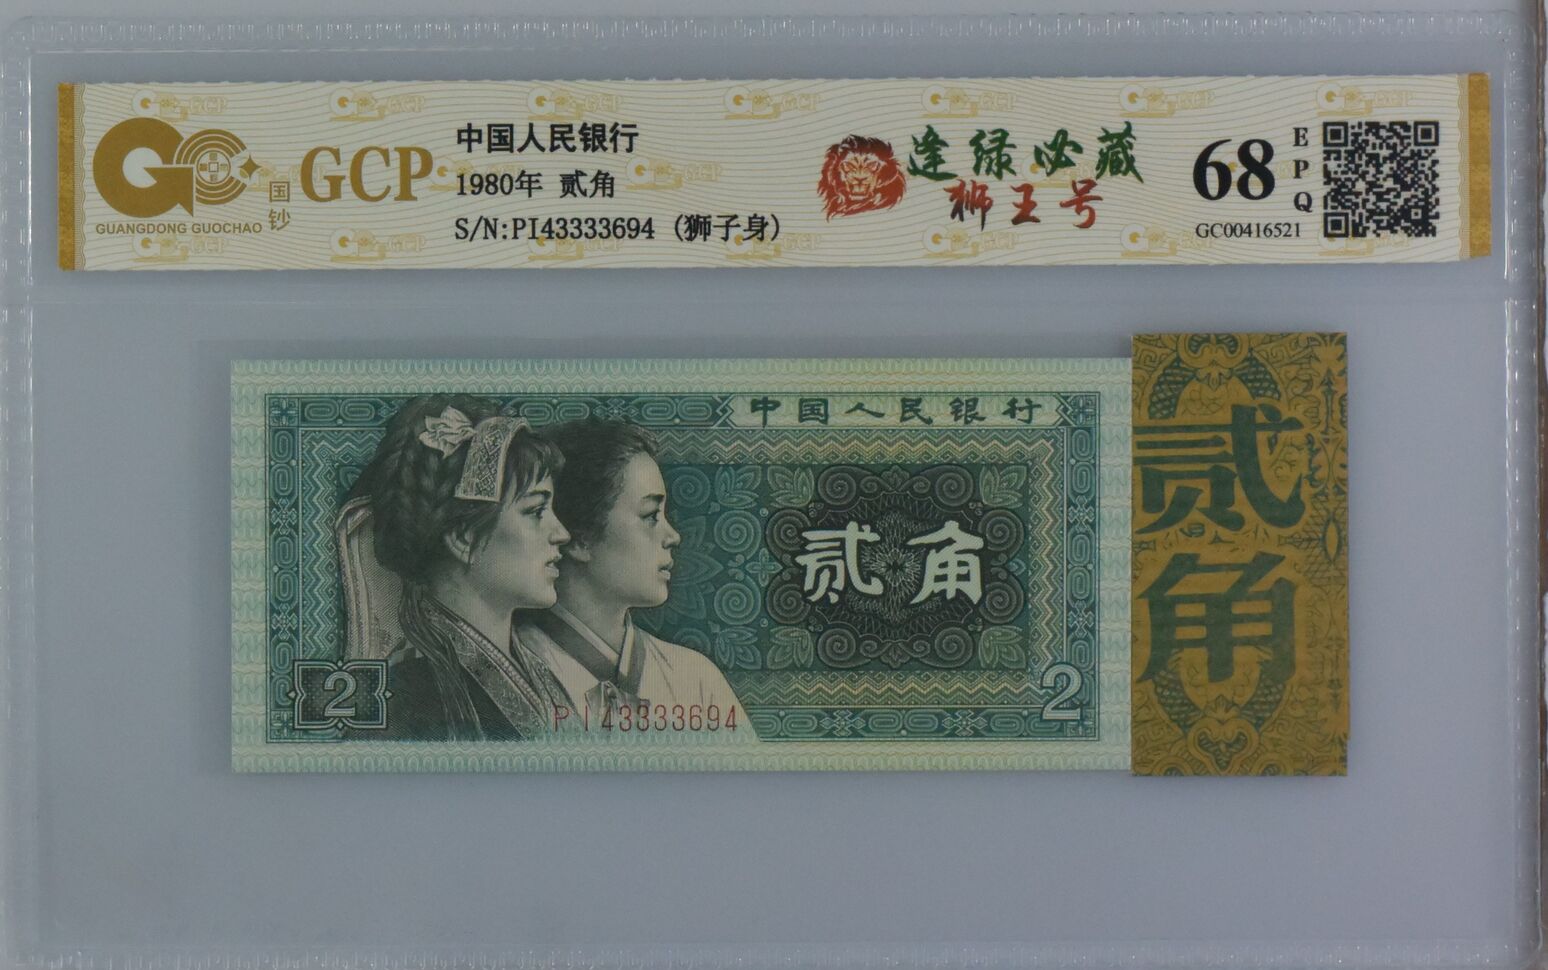 GCP
GUANGDONG GUOCHAO
国钞
中国人民银行
1980年 贰角
S/N:PI43333694 (狮子身)
逢绿必藏
狮王号
68
EPQ
GC00416521
中国人民银行
贰角
2
2
PI43333694
贰角